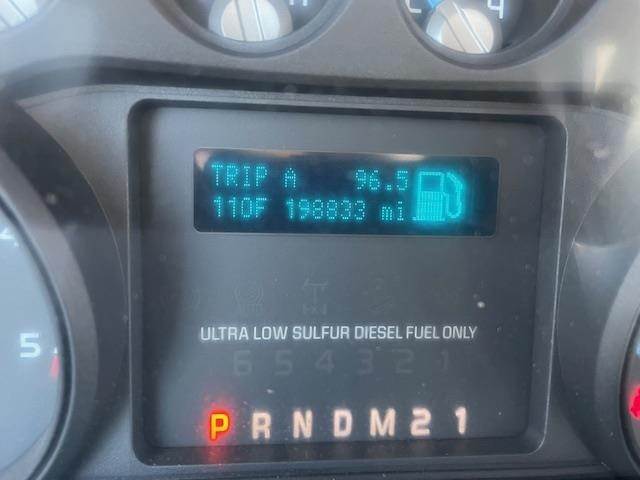 4
TRIP A 96.5
110F 198833 mi
ULTRA LOW SULFUR DIESEL FUEL ONLY
5
6 5 4 3 2 1
P R N D M 2 1